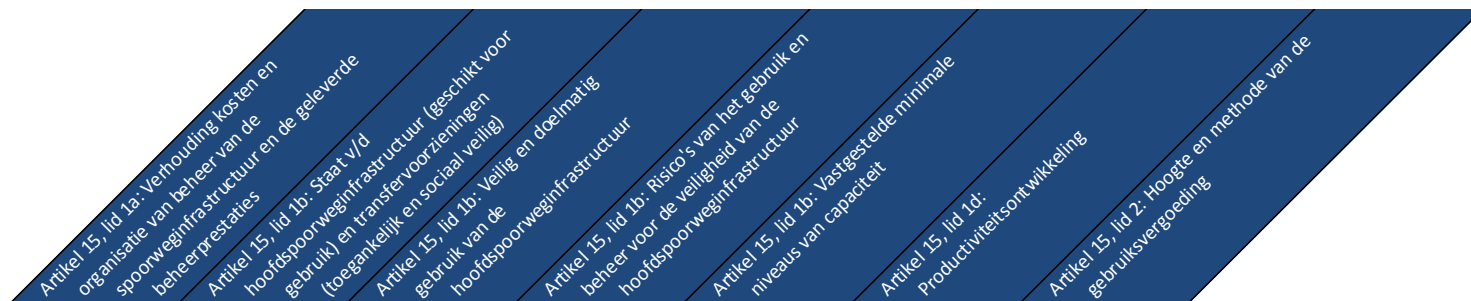 Artikel 15, lid 1a: Verhouding kosten en
organisatie van beheer van de
spoorweginfrastructuur en de geleverde
beheerprestaties
Artikel 15, lid 1b: Staat v/d
hoofdspoorweginfrastructuur (geschikt voor
gebruik) en transfervoorzieningen
(toegankelijk en sociaal veilig)
Artikel 15, lid 1b: Veilig en doelmatig
gebruik van de
hoofdspoorweginfrastructuur
Artikel 15, lid 1b: Risico's van het gebruik en
beheer voor de veiligheid van de
hoofdspoorweginfrastructuur
Artikel 15, lid 1b: Vastgestelde minimale
niveaus van capaciteit
Artikel 15, lid 1d:
Productiviteitsontwikkeling
Artikel 15, lid 2: Hoogte en methode van de
gebruiksvergoeding